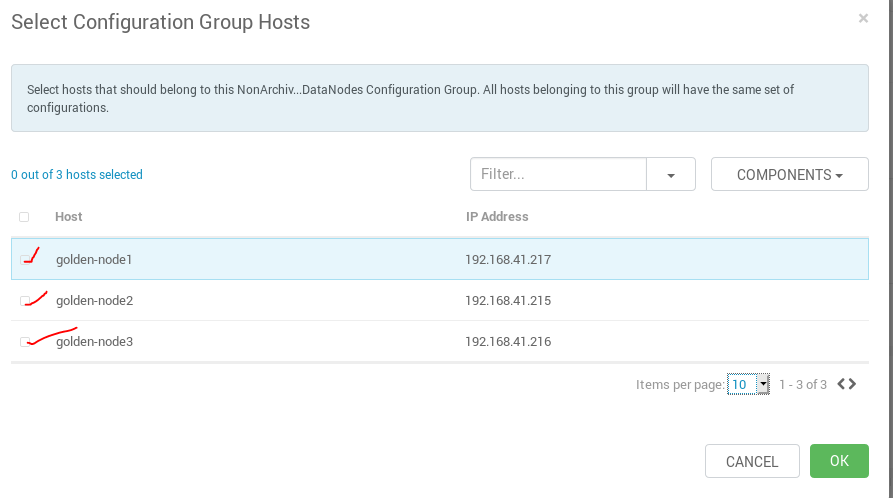 Select Configuration Group Hosts
×
Select hosts that should belong to this NonArchiv...DataNodes Configuration Group. All hosts belonging to this group will have the same set of
configurations.
0 out of 3 hosts selected
Filter...
COMPONENTS
Host IP Address
golden-node1 192.168.41.217
golden-node2 192.168.41.215
golden-node3 192.168.41.216
Items per page: 10 1 - 3 of 3
CANCEL OK